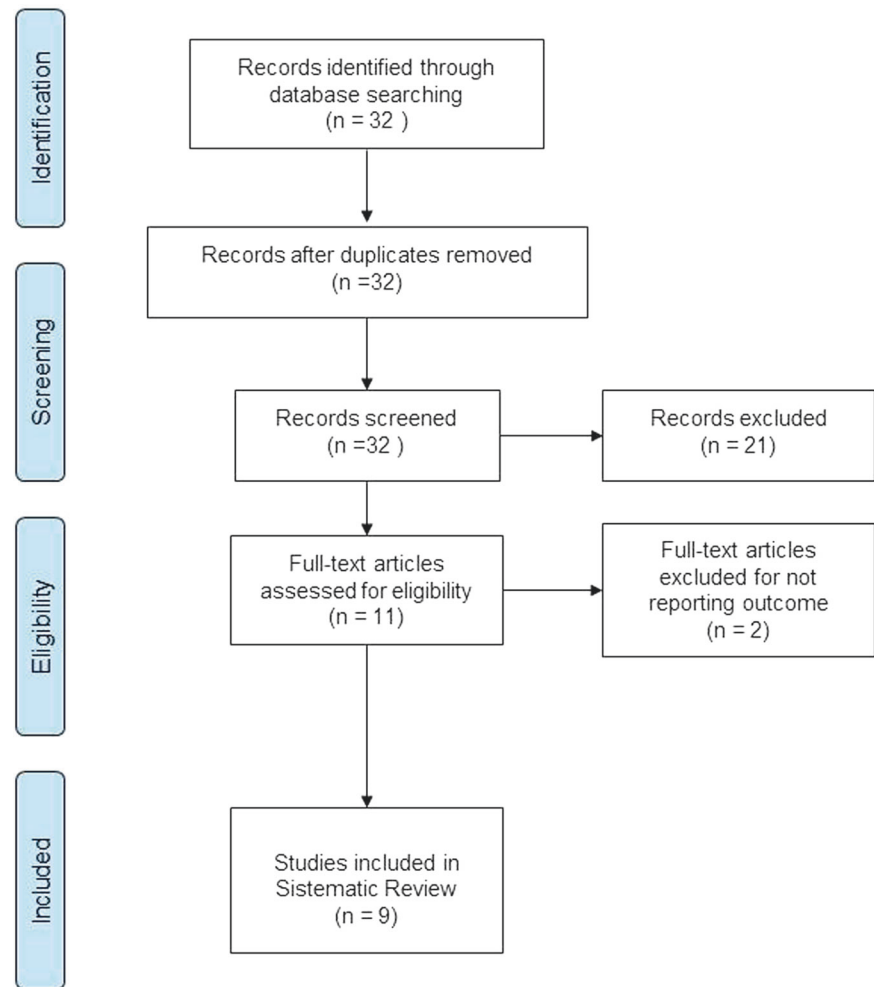 Identification
Records identified through
database searching
(n = 32 )
Records after duplicates removed
(n =32)
Screening
Records screened
(n =32 )
Records excluded
(n = 21)
Eligibility
Full-text articles
assessed for eligibility
(n = 11)
Full-text articles
excluded for not
reporting outcome
(n = 2)
Included
Studies included in
Sistematic Review
(n = 9)